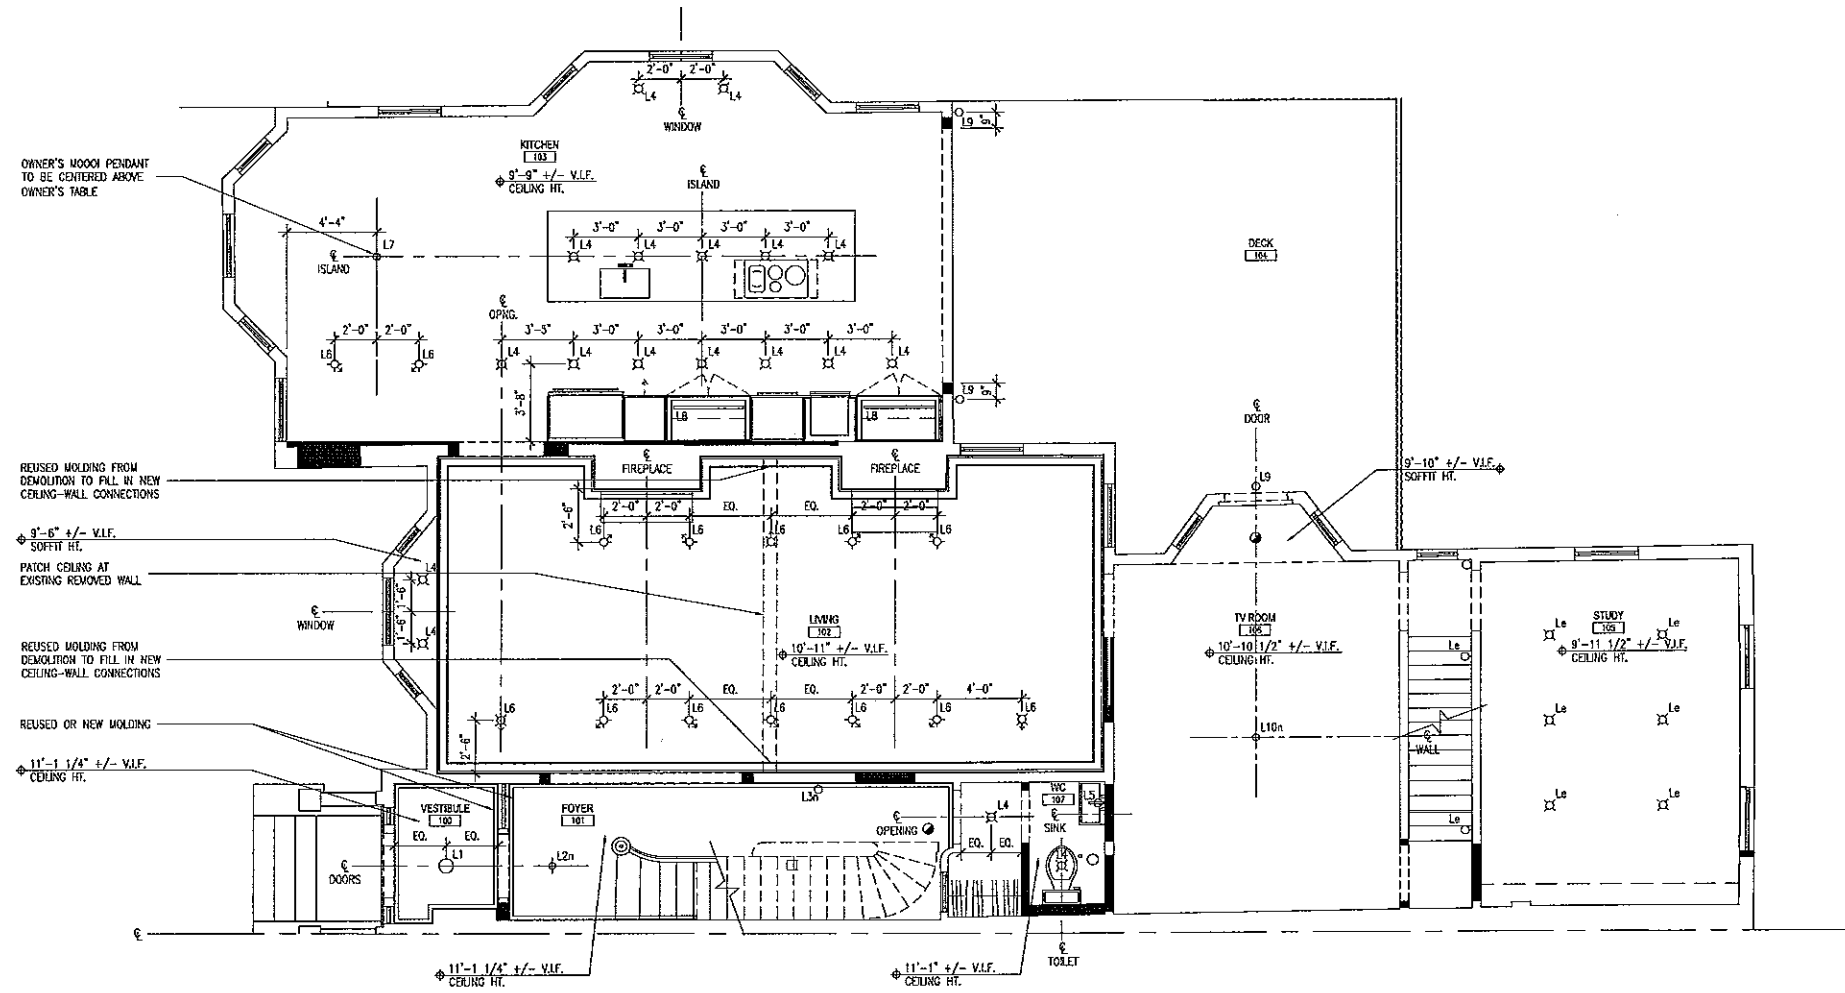 2'-0" 2'-0"
L4 L4
℄
WINDOW
L9 9"
OWNER'S MOOOI PENDANT
TO BE CENTERED ABOVE
OWNER'S TABLE
KITCHEN
103
9'-9" +/- V.I.F.
CEILING HT.
℄
ISLAND
4'-4"
L7
℄
ISLAND
3'-0" 3'-0" 3'-0" 3'-0"
L4 L4 L4 L4 L4
DECK
104
℄
OPNG.
2'-0" 2'-0"
L6 L6
3'-5" 3'-0" 3'-0" 3'-0" 3'-0" 3'-0"
L4 L4 L4 L4 L4 L4 L4
3'-8"
L8 L8
L9 9"
℄
DOOR
REUSED MOLDING FROM
DEMOLITION TO FILL IN NEW
CEILING-WALL CONNECTIONS
℄
FIREPLACE
℄
FIREPLACE
9'-10" +/- V.I.F.
SOFFIT HT.
L9
2'-6"
2'-0" 2'-0" EQ. EQ. 2'-0" 2'-0"
L6 L6 L6 L6 L6
9'-6" +/- V.I.F.
SOFFIT HT.
PATCH CEILING AT
EXISTING REMOVED WALL
L4
1'-6" 1'-6"
L4
℄
WINDOW
LIVING
102
10'-11" +/- V.I.F.
CEILING HT.
TV ROOM
106
10'-10 1/2" +/- V.I.F.
CEILING HT.
STUDY
105
9'-11 1/2" +/- V.I.F.
CEILING HT.
Le Le
Le
REUSED MOLDING FROM
DEMOLITION TO FILL IN NEW
CEILING-WALL CONNECTIONS
2'-0" 2'-0" EQ. EQ. 2'-0" 2'-0" 4'-0"
L6 L6 L6 L6 L6 L6 L6
2'-6"
REUSED OR NEW MOLDING
L10n
℄
WALL
Le Le
11'-1 1/4" +/- V.I.F.
CEILING HT.
VESTIBULE
100
EQ. EQ.
L1
℄
DOORS
FOYER
101
L2n
L3n
℄
OPENING
L4
EQ. EQ.
WC
107
L5
℄
SINK
L4
Le
Le Le
℄
11'-1 1/4" +/- V.I.F.
CEILING HT.
11'-1" +/- V.I.F.
CEILING HT.
℄
TOILET